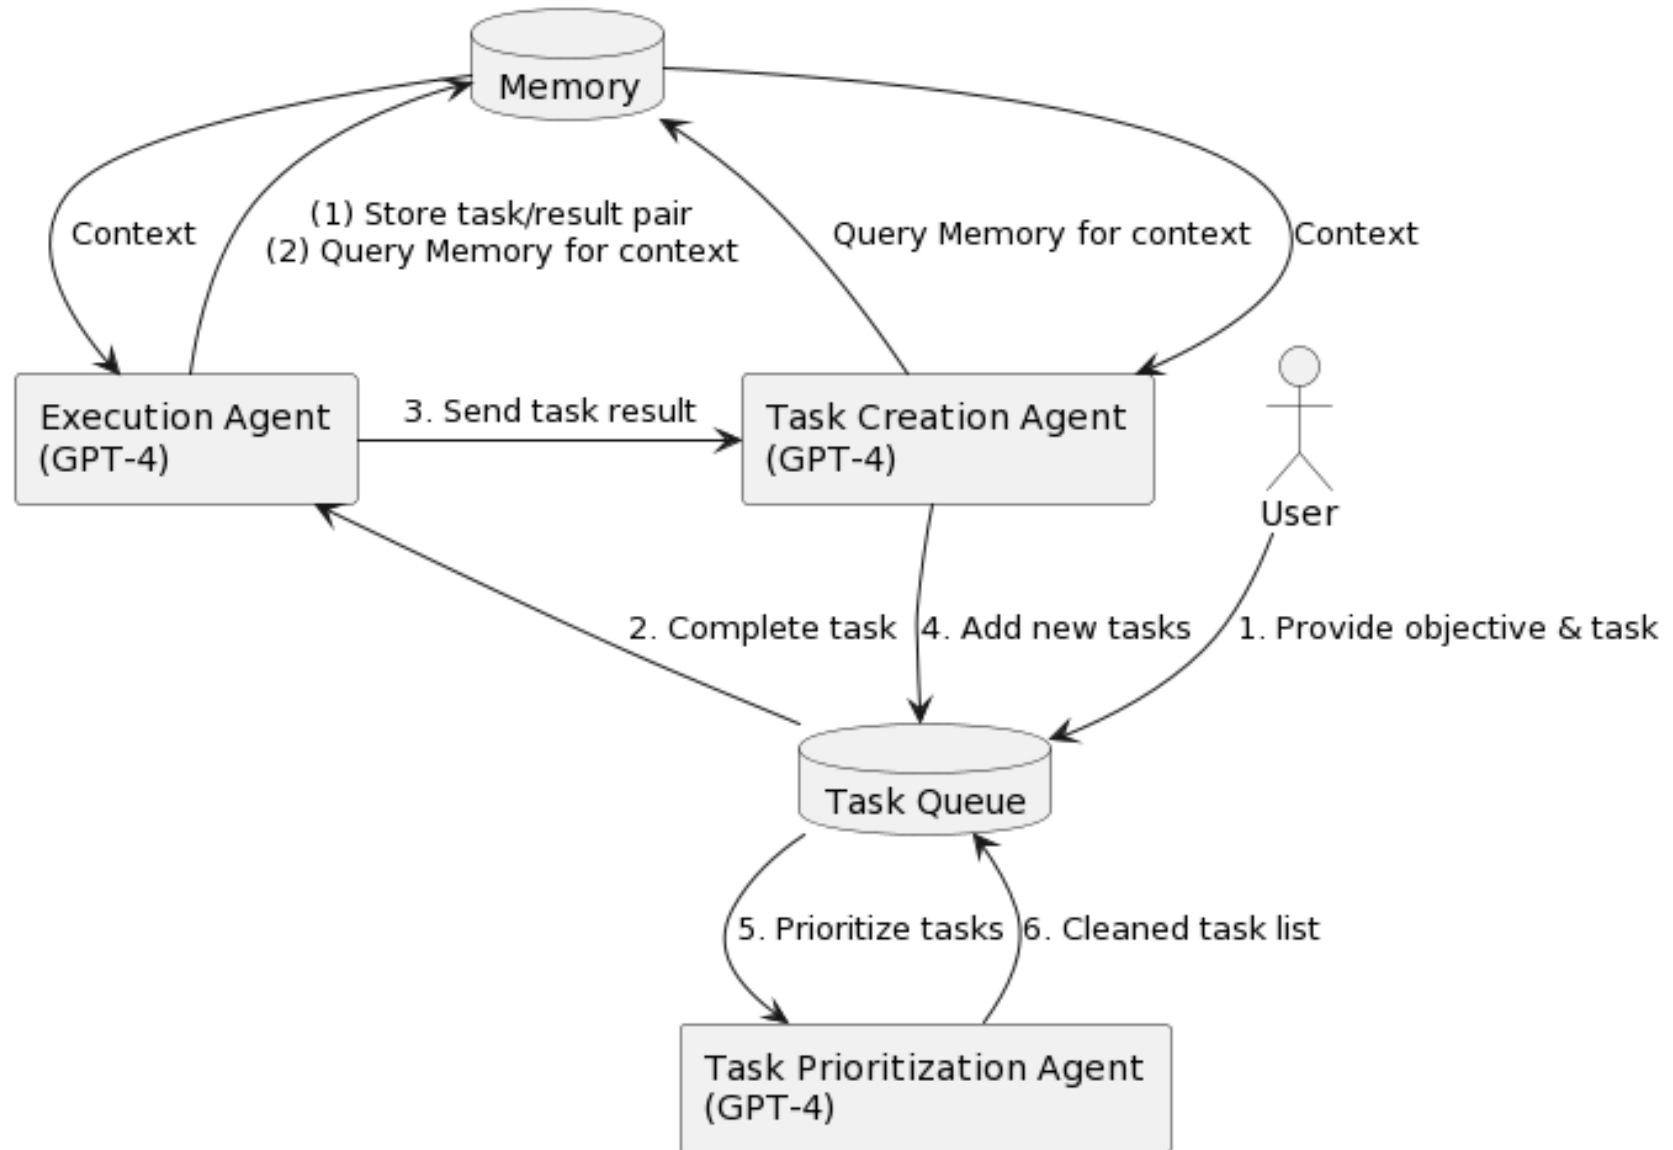 Memory
(1) Store task/result pair
(2) Query Memory for context
Context
Query Memory for context
Context
Execution Agent
(GPT-4)
3. Send task result
Task Creation Agent
(GPT-4)
User
2. Complete task
4. Add new tasks
1. Provide objective & task
Task Queue
5. Prioritize tasks
6. Cleaned task list
Task Prioritization Agent
(GPT-4)